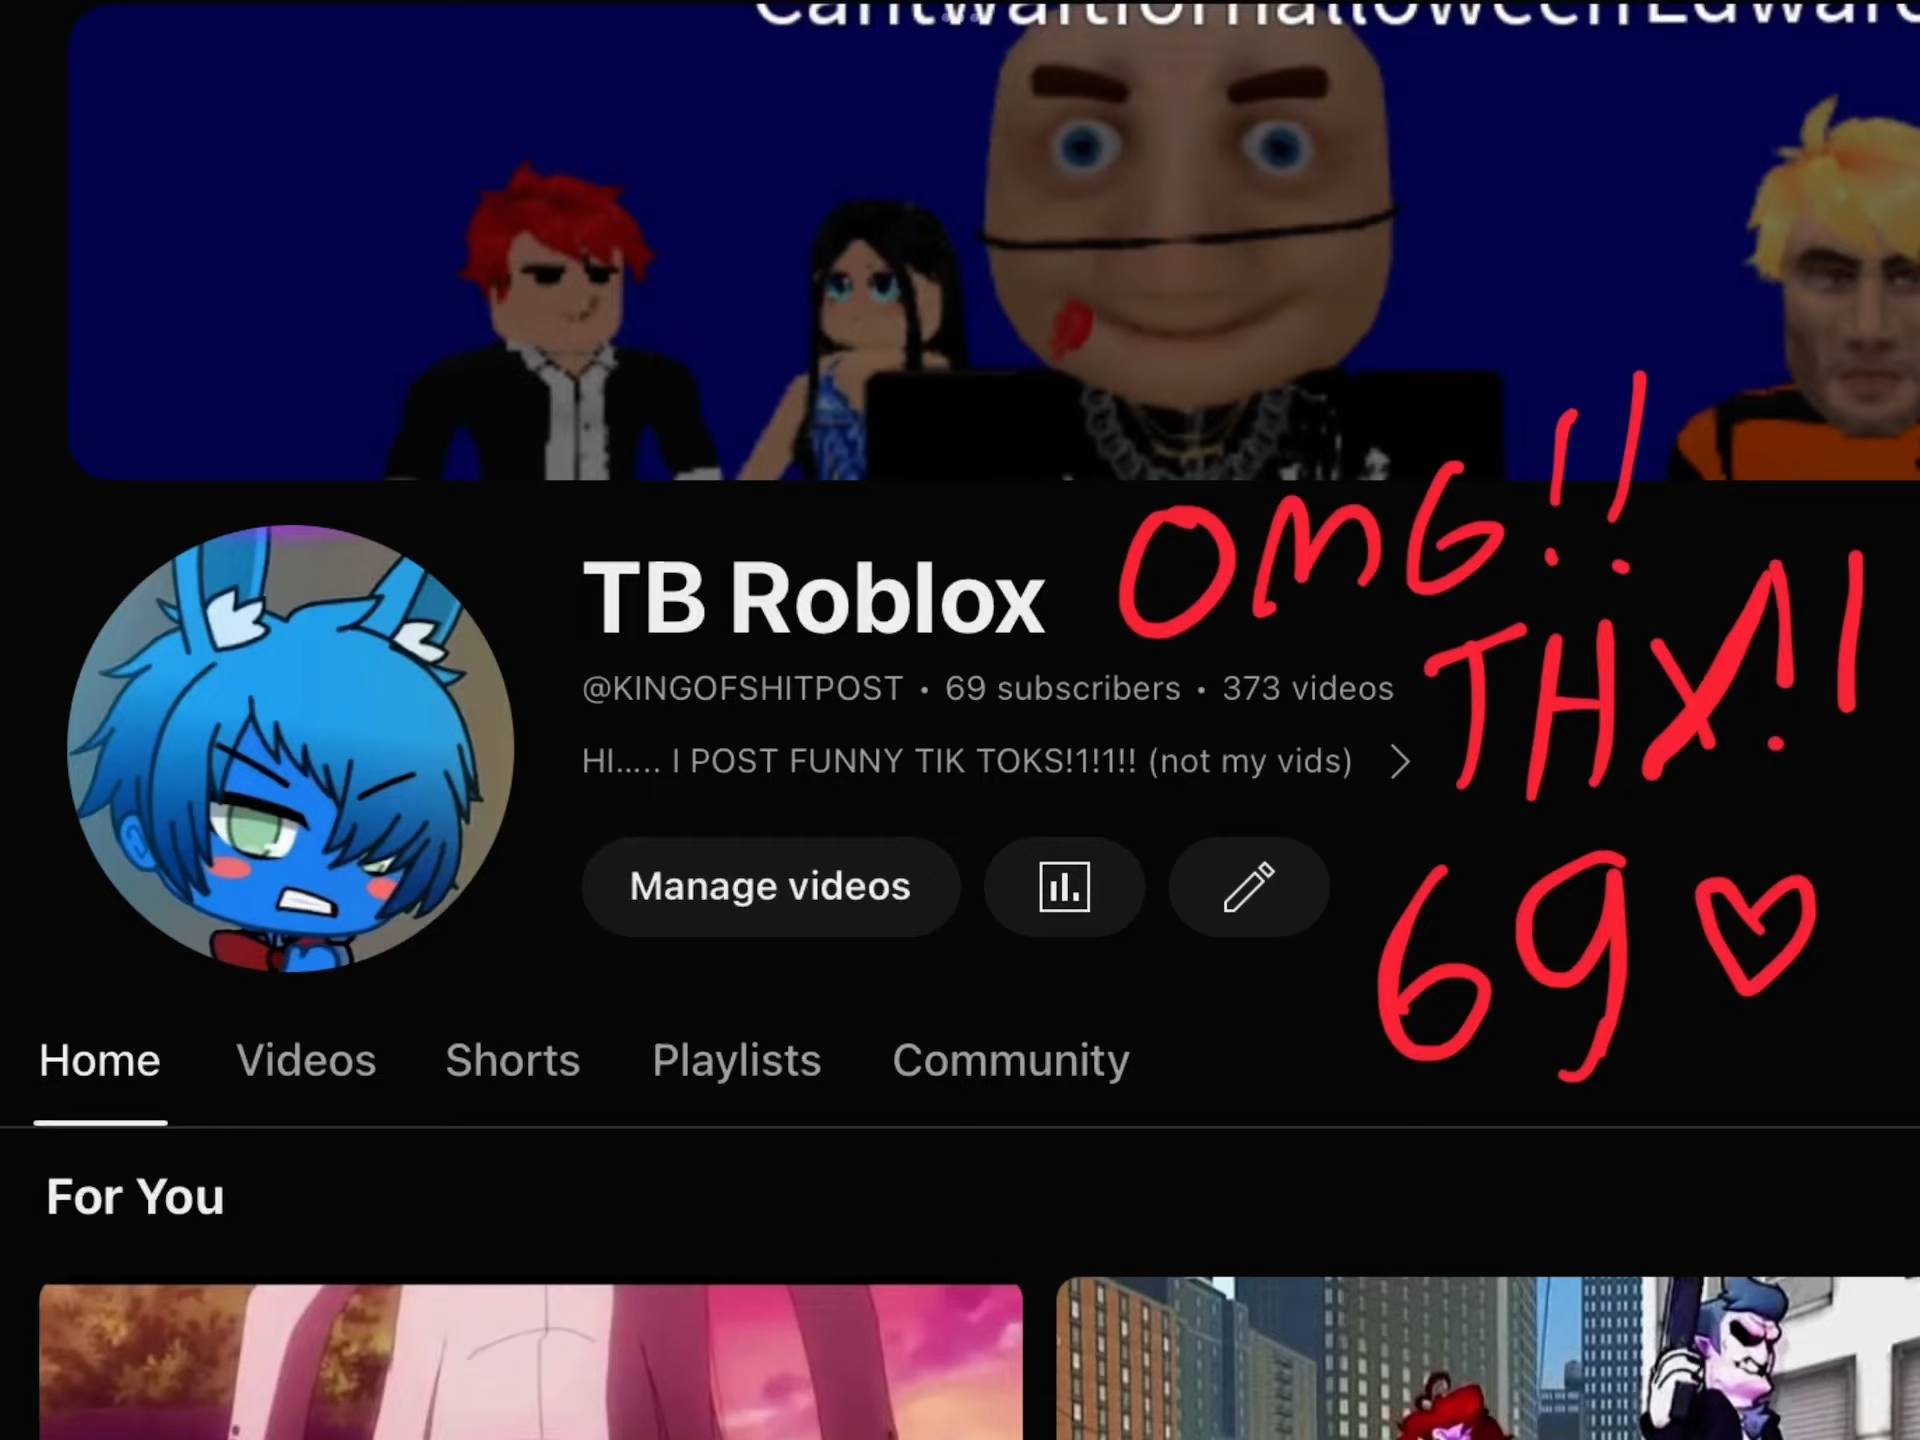 CantwaitforhalloweenEdward
OMG!!
TB Roblox
THX!!
@KINGOFSHITPOST • 69 subscribers • 373 videos
HI..... I POST FUNNY TIK TOKS!1!1!! (not my vids)
Manage videos
69
Home Videos Shorts Playlists Community
For You